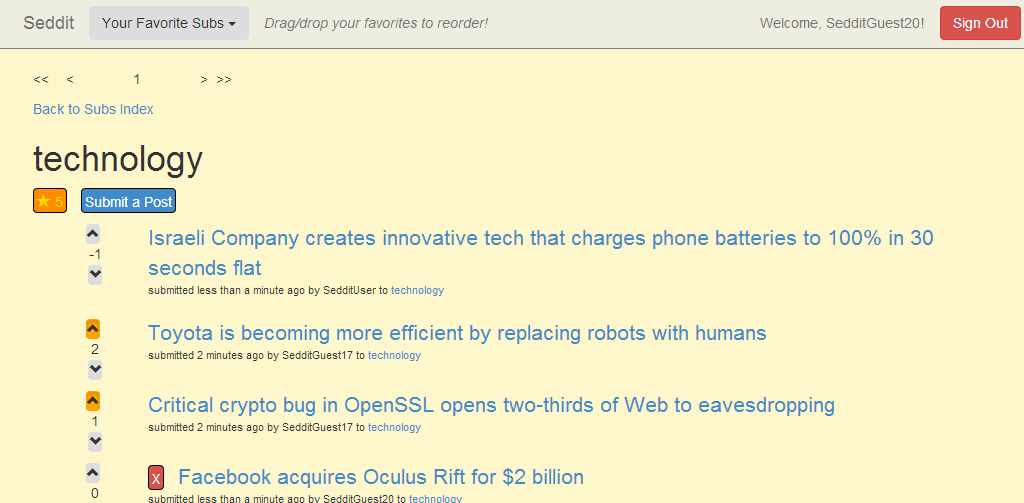 Seddit Your Favorite Subs Drag/drop your favorites to reorder! Welcome, SedditGuest20! Sign Out
<< < 1 > >>
Back to Subs Index
technology
★ 5 Submit a Post
Israeli Company creates innovative tech that charges phone batteries to 100% in 30
-1
seconds flat
submitted less than a minute ago by SedditUser to technology
Toyota is becoming more efficient by replacing robots with humans
2
submitted 2 minutes ago by SedditGuest17 to technology
Critical crypto bug in OpenSSL opens two-thirds of Web to eavesdropping
1
submitted 2 minutes ago by SedditGuest17 to technology
x Facebook acquires Oculus Rift for $2 billion
0
submitted less than a minute ago by SedditGuest20 to technology